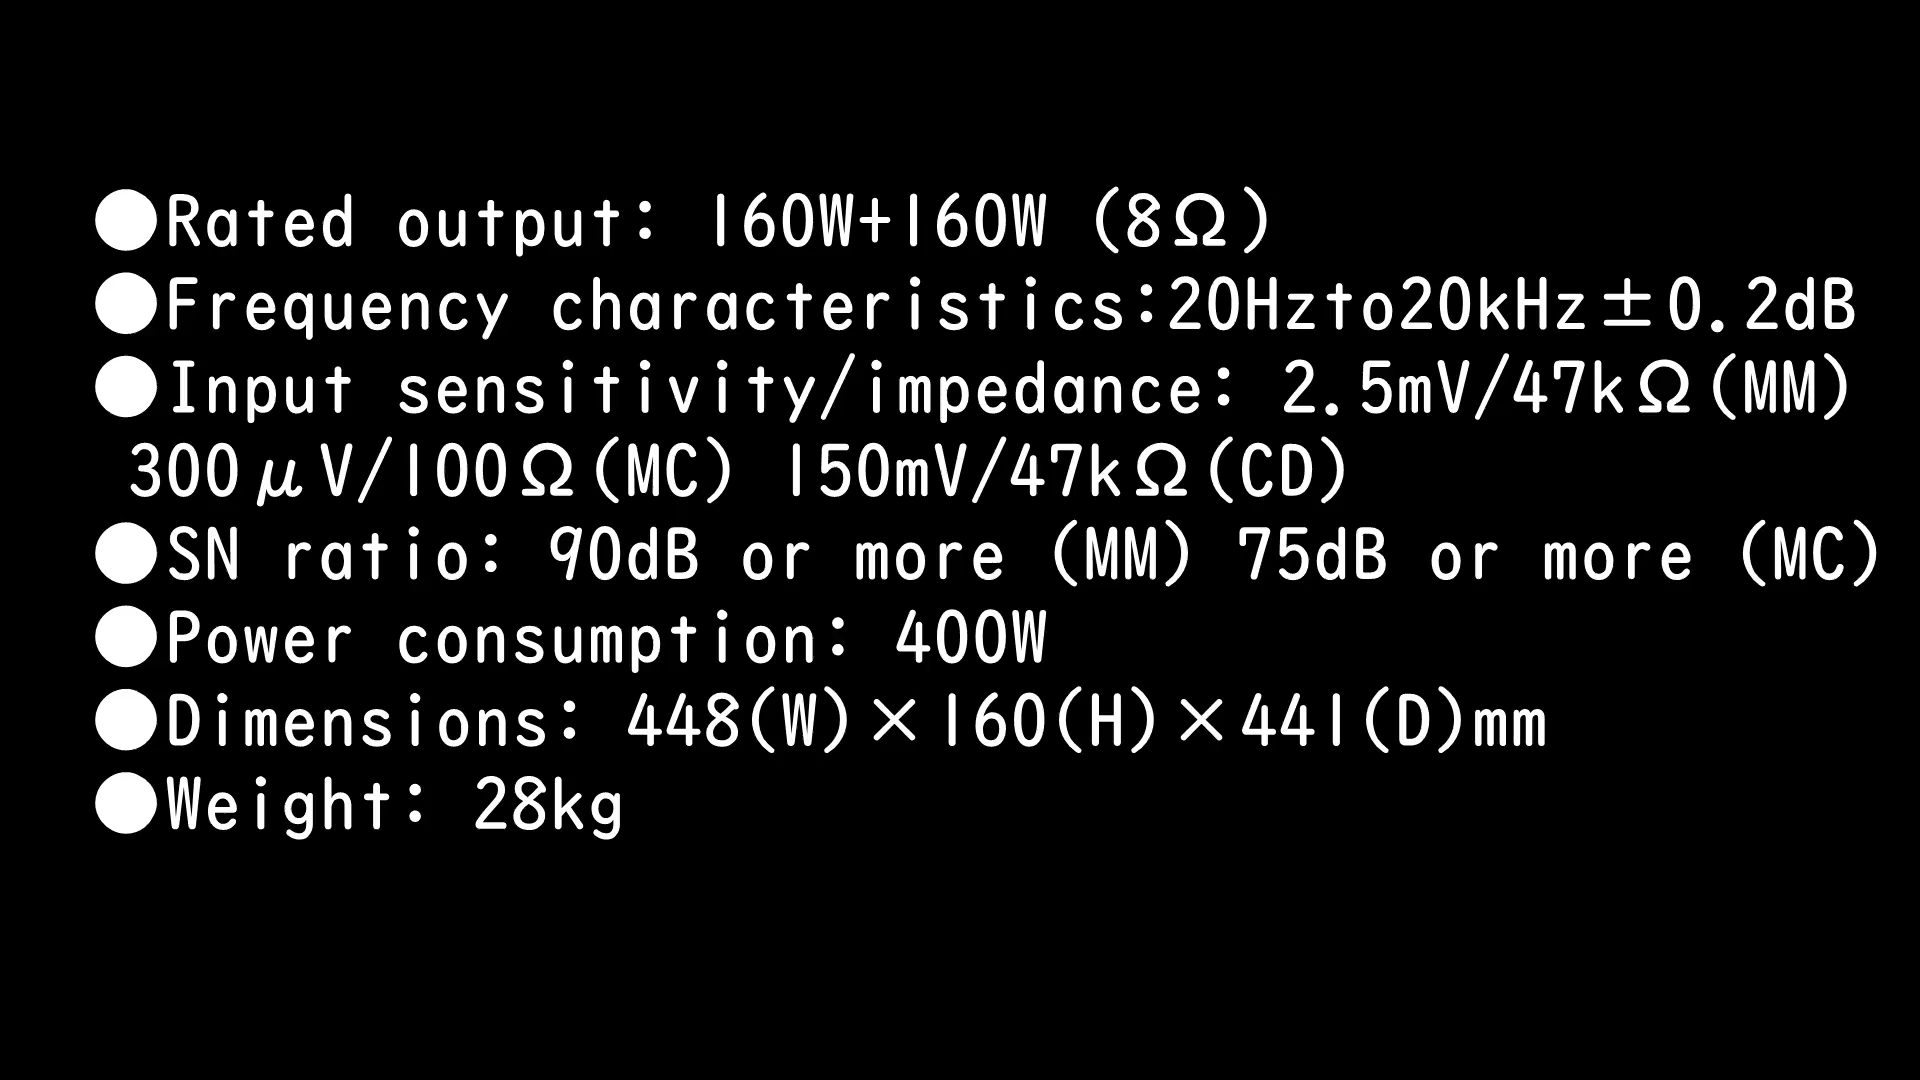 ●Rated output: 160W+160W (8Ω)
●Frequency characteristics:20Hzto20kHz±0.2dB
●Input sensitivity/impedance: 2.5mV/47kΩ(MM)
300μV/100Ω(MC) 150mV/47kΩ(CD)
●SN ratio: 90dB or more (MM) 75dB or more (MC)
●Power consumption: 400W
●Dimensions: 448(W)×160(H)×441(D)mm
●Weight: 28kg